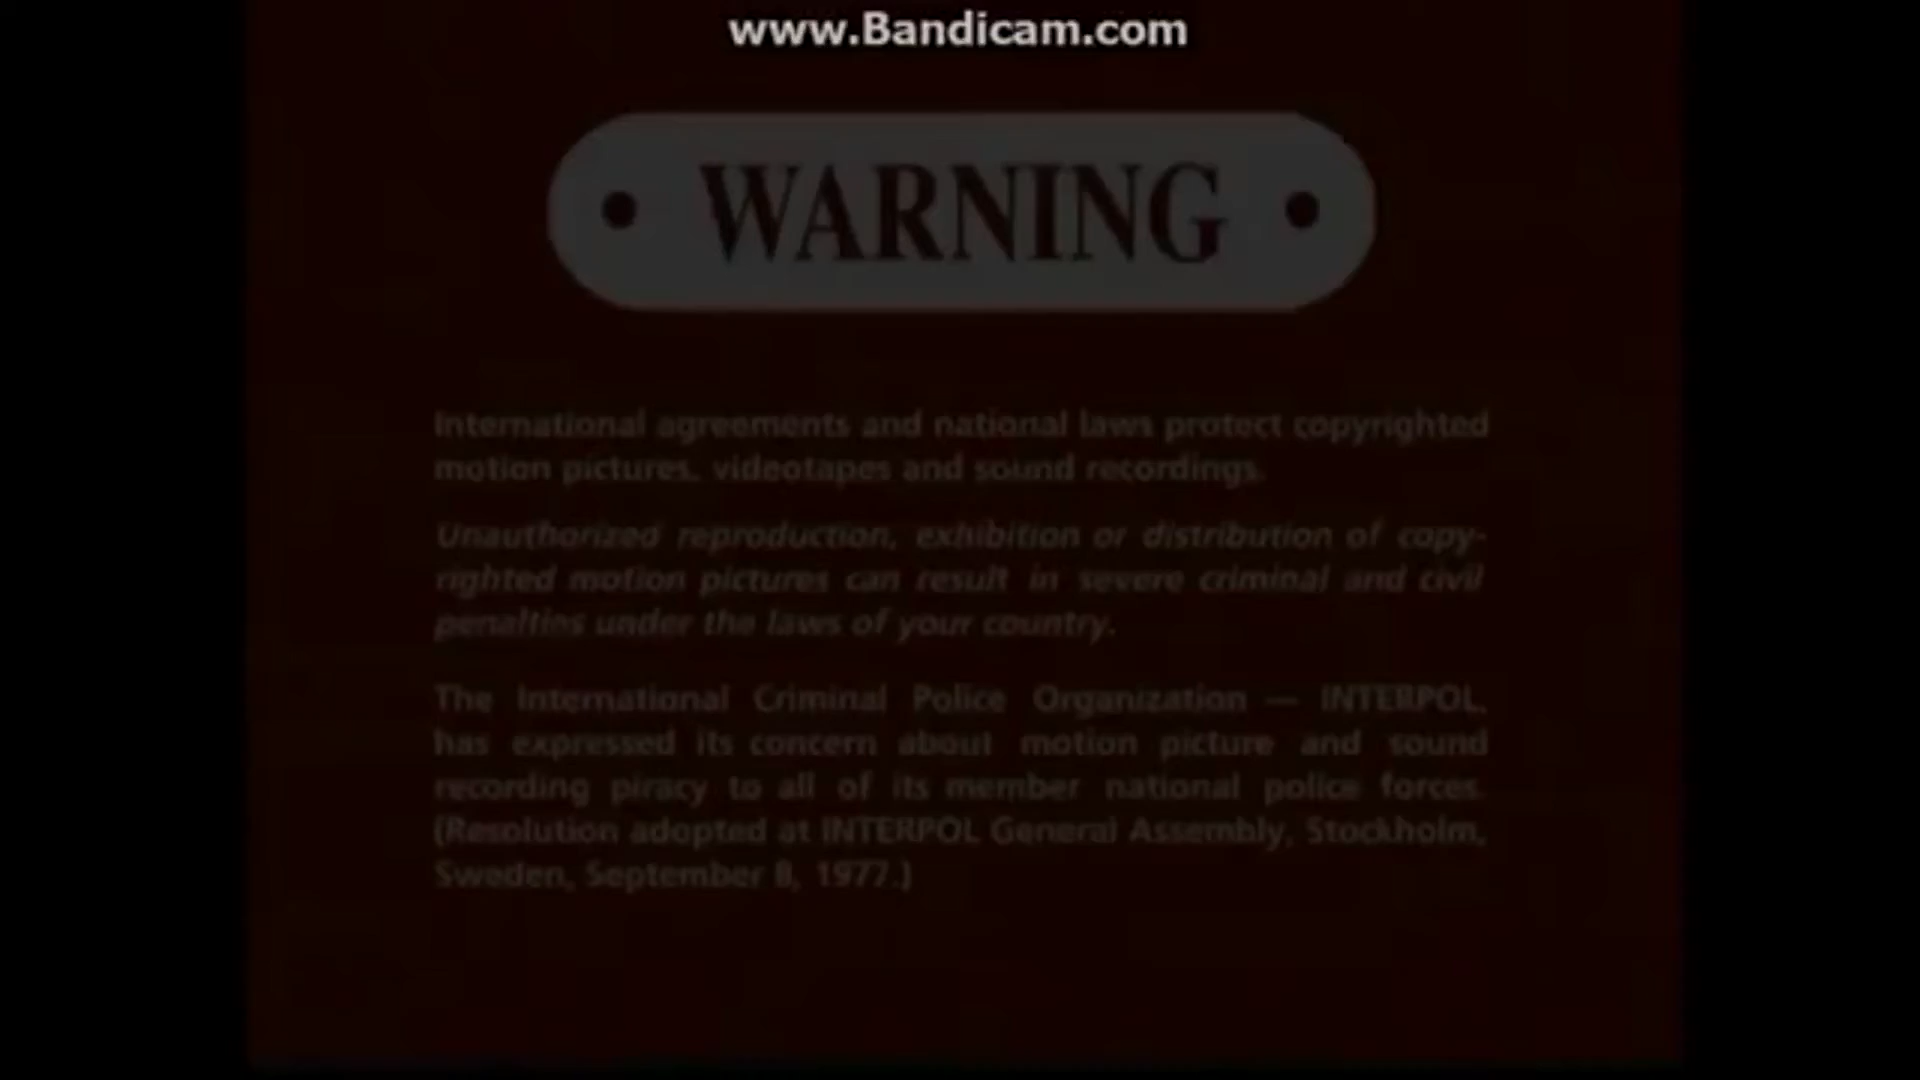 www.Bandicam.com
WARNING
International agreements and national laws protect copyrighted
motion pictures, videotapes and sound recordings.
Unauthorized reproduction, exhibition or distribution of copy-
righted motion pictures can result in severe criminal and civil
penalties under the laws of your country.
The International Criminal Police Organization — INTERPOL,
has expressed its concern about motion picture and sound
recording piracy to all of its member national police forces.
(Resolution adopted at INTERPOL General Assembly, Stockholm,
Sweden, September 8, 1977.)